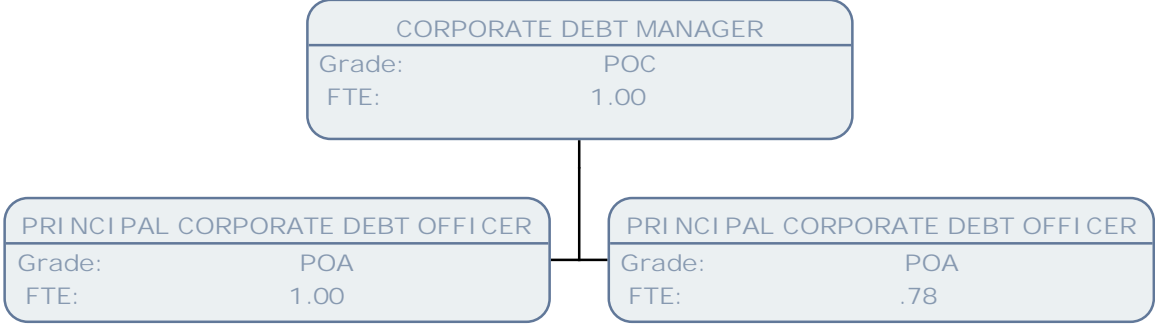 CORPORATE DEBT MANAGER
Grade: POC
FTE: 1.00
PRINCIPAL CORPORATE DEBT OFFICER
Grade: POA
FTE: 1.00
PRINCIPAL CORPORATE DEBT OFFICER
Grade: POA
FTE: .78